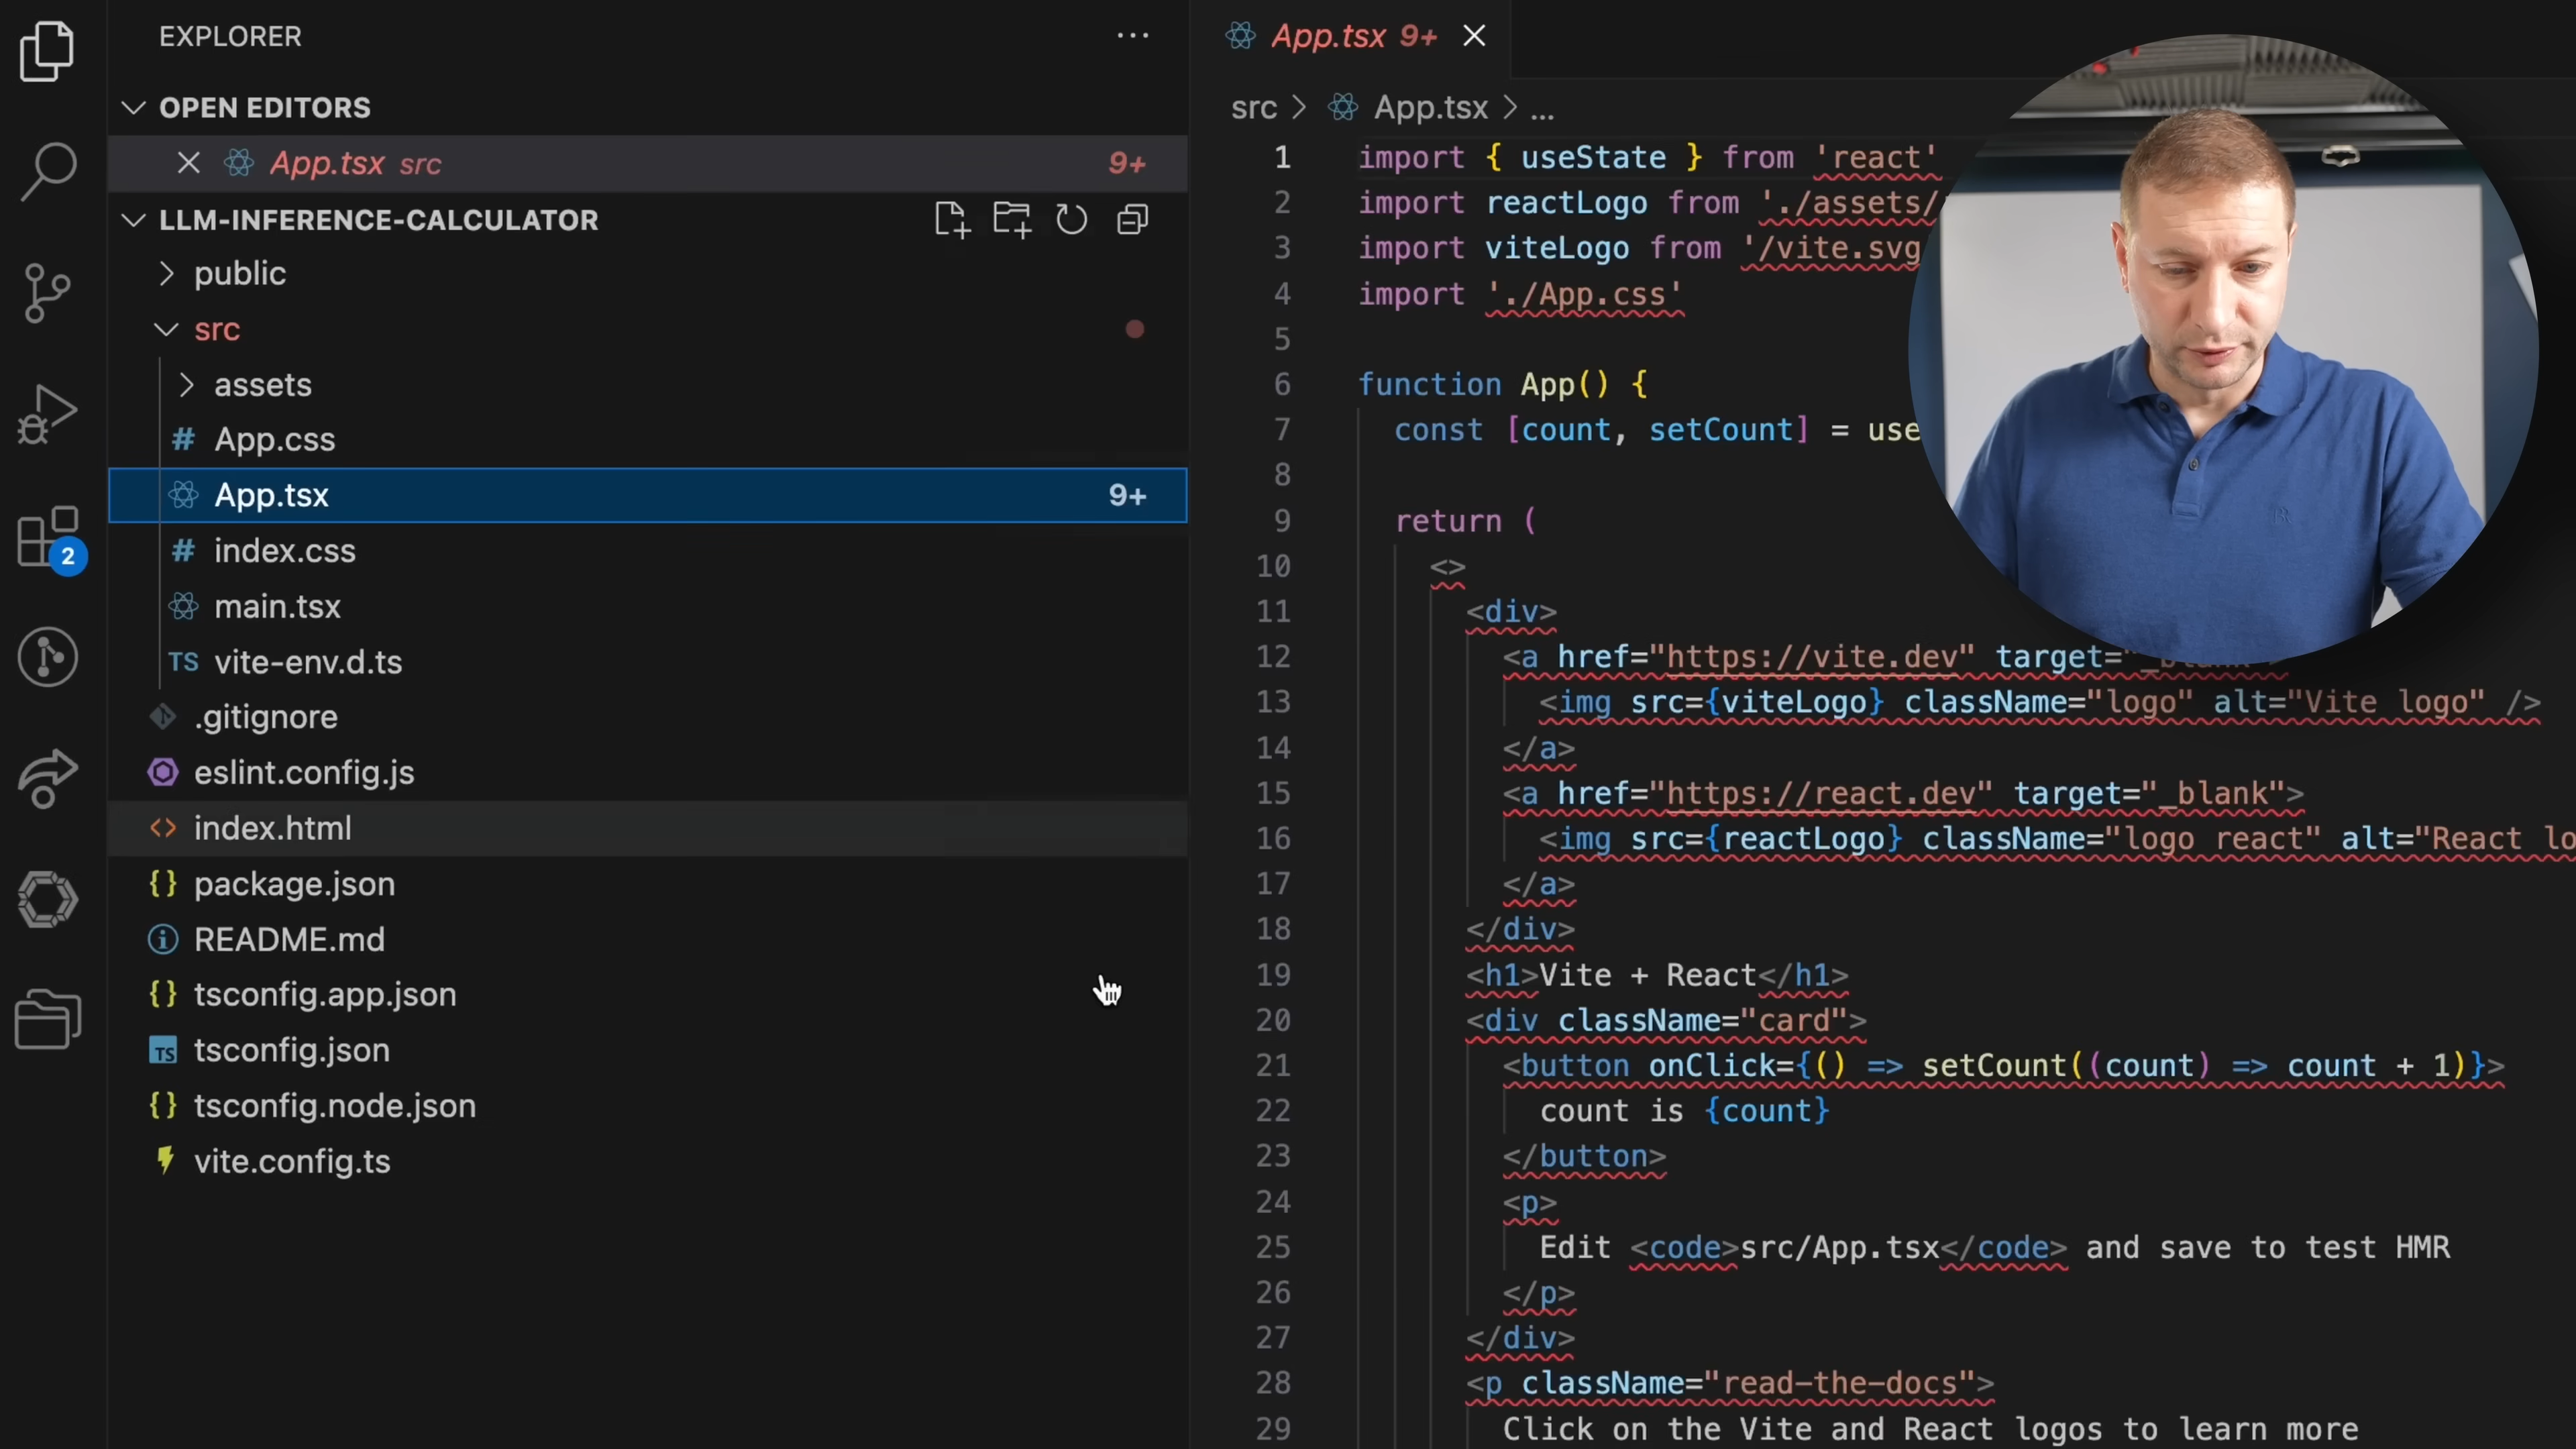 EXPLORER
OPEN EDITORS
App.tsx src 9+
LLM-INFERENCE-CALCULATOR
public
src
assets
# App.css
App.tsx 9+
# index.css
main.tsx
TS vite-env.d.ts
.gitignore
eslint.config.js
<> index.html
{} package.json
README.md
{} tsconfig.app.json
TS tsconfig.json
{} tsconfig.node.json
vite.config.ts
2
App.tsx 9+
src > App.tsx > ...
1 import { useState } from 'react'
2 import reactLogo from './assets/
3 import viteLogo from '/vite.svg
4 import './App.css'
5
6 function App() {
7 const [count, setCount] = use
8
9 return (
10 <>
11 <div>
12 <a href="https://vite.dev" target="_blank">
13 <img src={viteLogo} className="logo" alt="Vite logo" />
14 </a>
15 <a href="https://react.dev" target="_blank">
16 <img src={reactLogo} className="logo react" alt="React lo
17 </a>
18 </div>
19 <h1>Vite + React</h1>
20 <div className="card">
21 <button onClick={() => setCount((count) => count + 1)}>
22 count is {count}
23 </button>
24 <p>
25 Edit <code>src/App.tsx</code> and save to test HMR
26 </p>
27 </div>
28 <p className="read-the-docs">
29 Click on the Vite and React logos to learn more